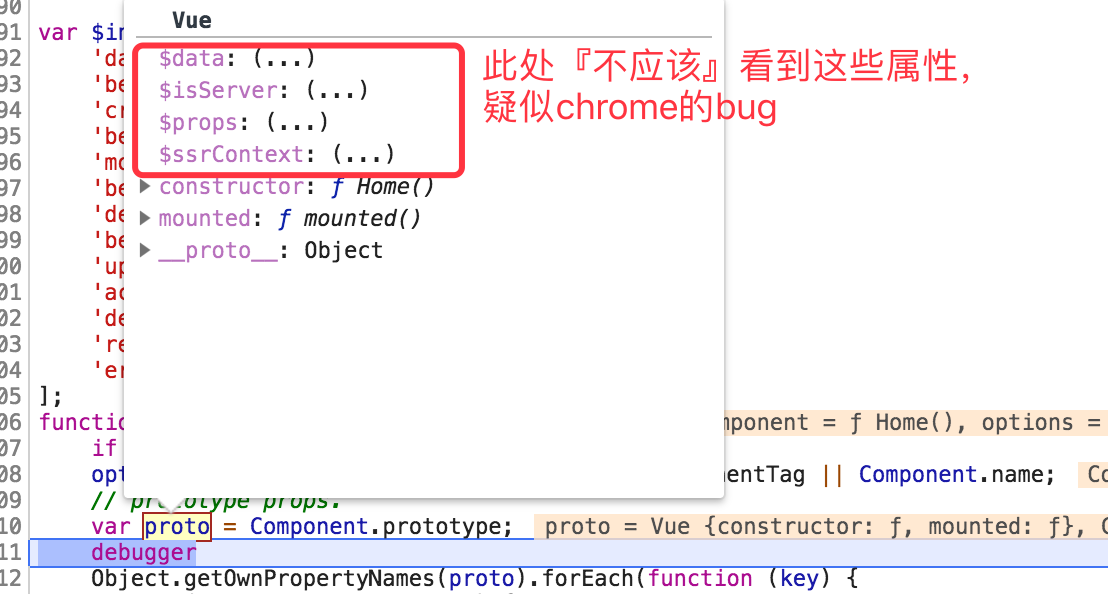 Vue
90
91 var $in
$data: (...)
此处『不应该』看到这些属性，
92 'da
$isServer: (...)
疑似chrome的bug
93 'be
94 'cr
$props: (...)
95 'be
$ssrContext: (...)
96 'mo
97 'be
constructor: ƒ Home()
98 'de
mounted: ƒ mounted()
99 'be
__proto__: Object
00 'up
01 'ac
02 'de
03 're
04 'er
05 ];
06 functio
mponent = ƒ Home(), options =
07 if
08 opt
nentTag || Component.name; Co
09 // prototype props.
10 var proto = Component.prototype; proto = Vue {constructor: ƒ, mounted: ƒ}, C
11 debugger
12 Object.getOwnPropertyNames(proto).forEach(function (key) {